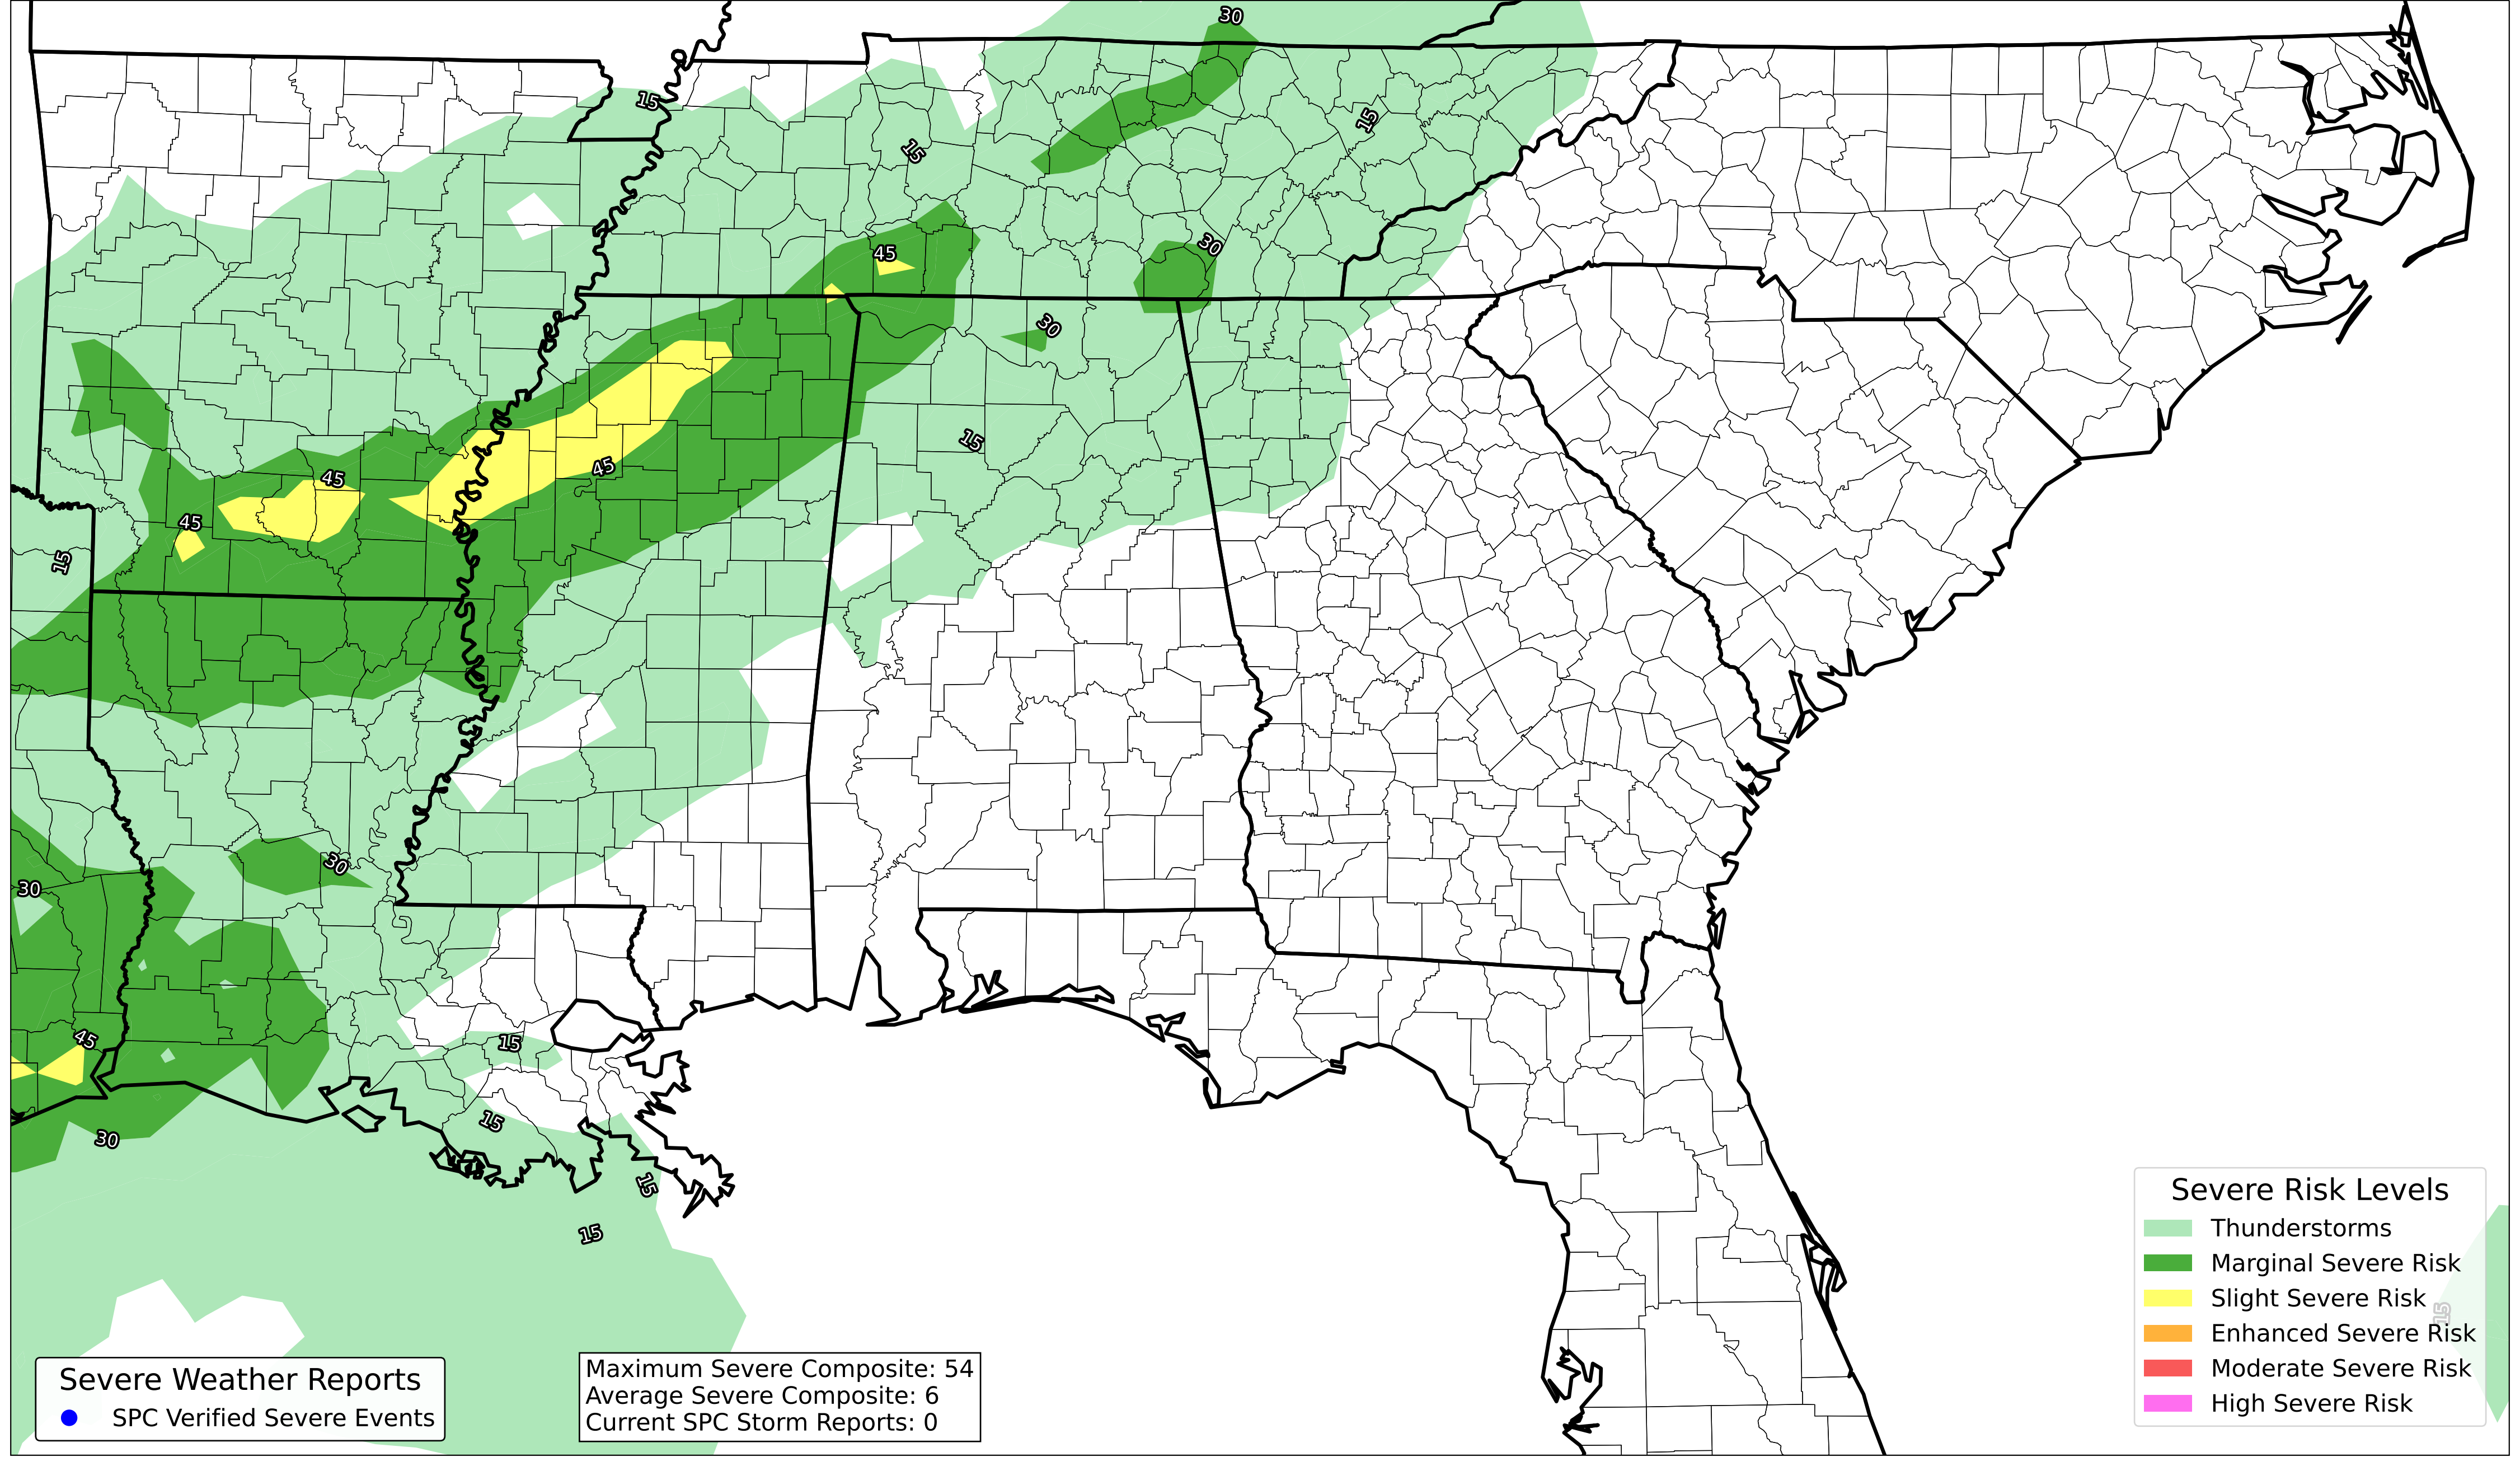 30
15
15
15
30
45
30
45
15
45
45
15
30
30
45
15
30
15
15
15
15
Severe Risk Levels
Thunderstorms
Marginal Severe Risk
Slight Severe Risk
Enhanced Severe Risk
Moderate Severe Risk
High Severe Risk
Severe Weather Reports
SPC Verified Severe Events
Maximum Severe Composite: 54
Average Severe Composite: 6
Current SPC Storm Reports: 0